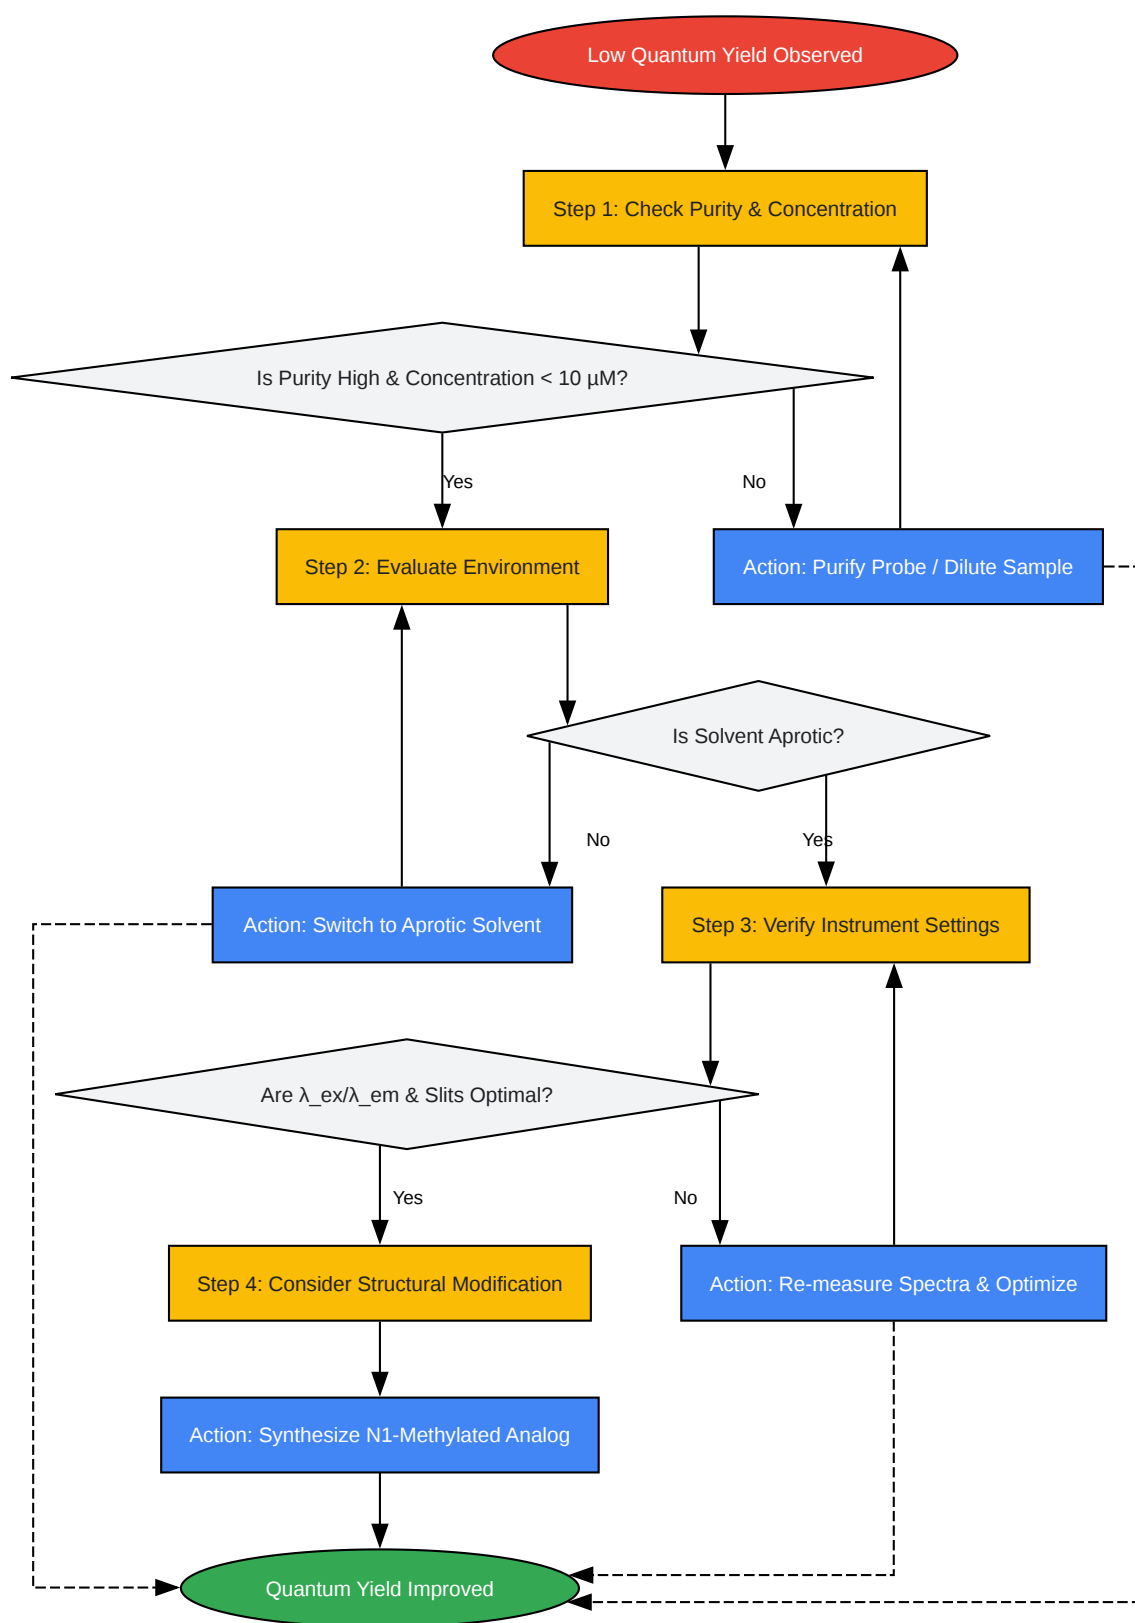 Low Quantum Yield Observed
Step 1: Check Purity & Concentration
Is Purity High & Concentration < 10 µM?
Yes
No
Step 2: Evaluate Environment
Action: Purify Probe / Dilute Sample
Is Solvent Aprotic?
No
Yes
Action: Switch to Aprotic Solvent
Step 3: Verify Instrument Settings
Are λ_ex/λ_em & Slits Optimal?
Yes
No
Step 4: Consider Structural Modification
Action: Re-measure Spectra & Optimize
Action: Synthesize N1-Methylated Analog
Quantum Yield Improved